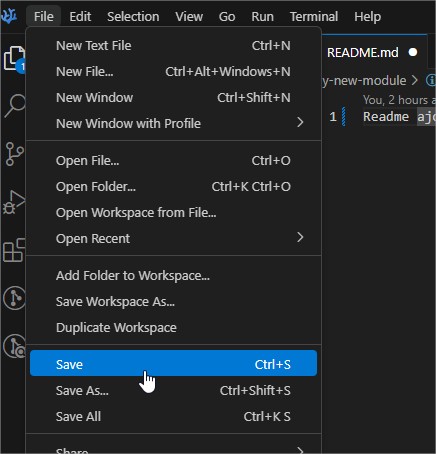 File Edit Selection View Go Run Terminal Help
README.md
1
y-new-module >
You, 2 hours a
1 Readme ajo
New Text File Ctrl+N
New File... Ctrl+Alt+Windows+N
New Window Ctrl+Shift+N
New Window with Profile >
Open File... Ctrl+O
Open Folder... Ctrl+K Ctrl+O
Open Workspace from File...
Open Recent >
Add Folder to Workspace...
Save Workspace As...
Duplicate Workspace
Save Ctrl+S
Save As... Ctrl+Shift+S
Save All Ctrl+K S
Share